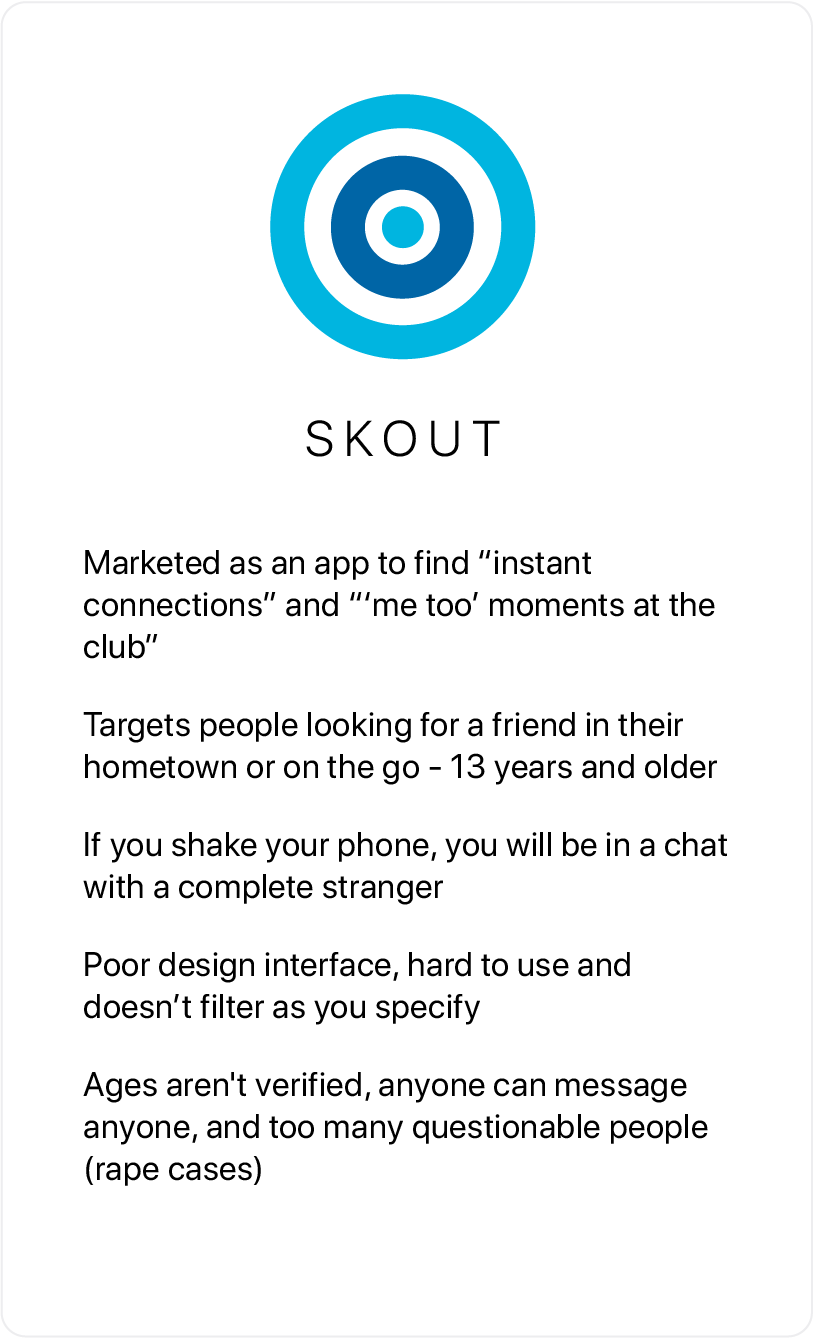 SKOUT
Marketed as an app to find “instant
connections” and “‘me too’ moments at the
club”
Targets people looking for a friend in their
hometown or on the go - 13 years and older
If you shake your phone, you will be in a chat
with a complete stranger
Poor design interface, hard to use and
doesn’t filter as you specify
Ages aren't verified, anyone can message
anyone, and too many questionable people
(rape cases)